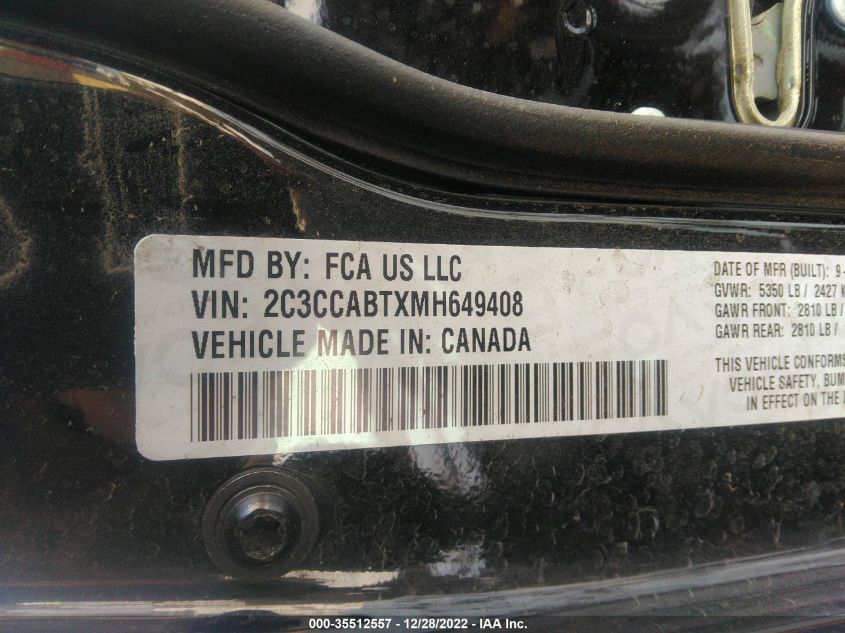 MFD BY: FCA US LLC
VIN: 2C3CCABTXMH649408
VEHICLE MADE IN: CANADA
DATE OF MFR (BUILT): 9-
GVWR: 5350 LB / 2427 K
GAWR FRONT: 2810 LB /
GAWR REAR: 2810 LB /
THIS VEHICLE CONFORMS
VEHICLE SAFETY, BUM
IN EFFECT ON THE
000-35512557 - 12/28/2022 - IAA Inc.